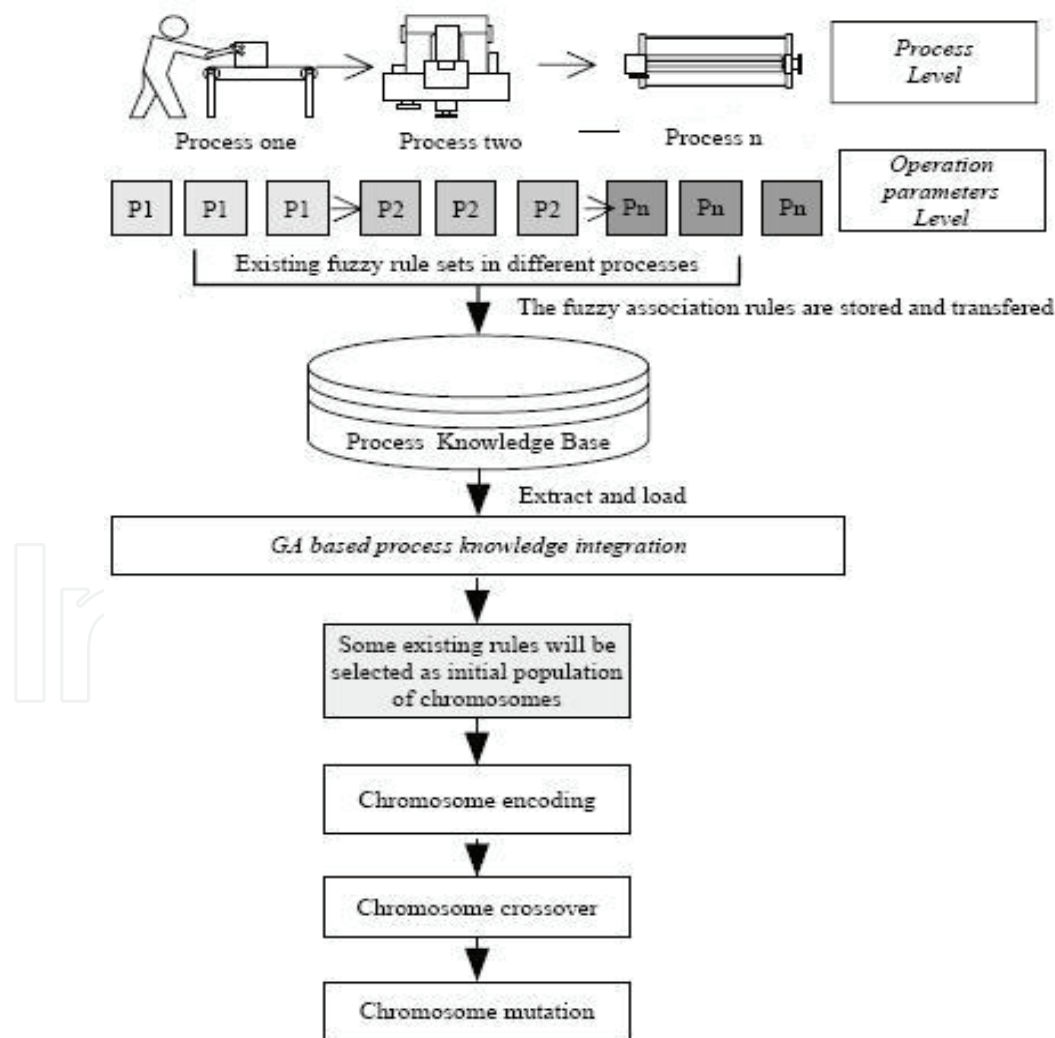 Process
Level
Process one
Process two
Process n
Operation
parameters
Level
P1 P1 P1 P2 P2 P2 Pn Pn Pn
Existing fuzzy rule sets in different processes
The fuzzy association rules are stored and transfered
Process Knowledge Base
Extract and load
GA based process knowledge integration
Some existing rules will be
selected as initial population
of chromosomes
Chromosome encoding
Chromosome crossover
Chromosome mutation